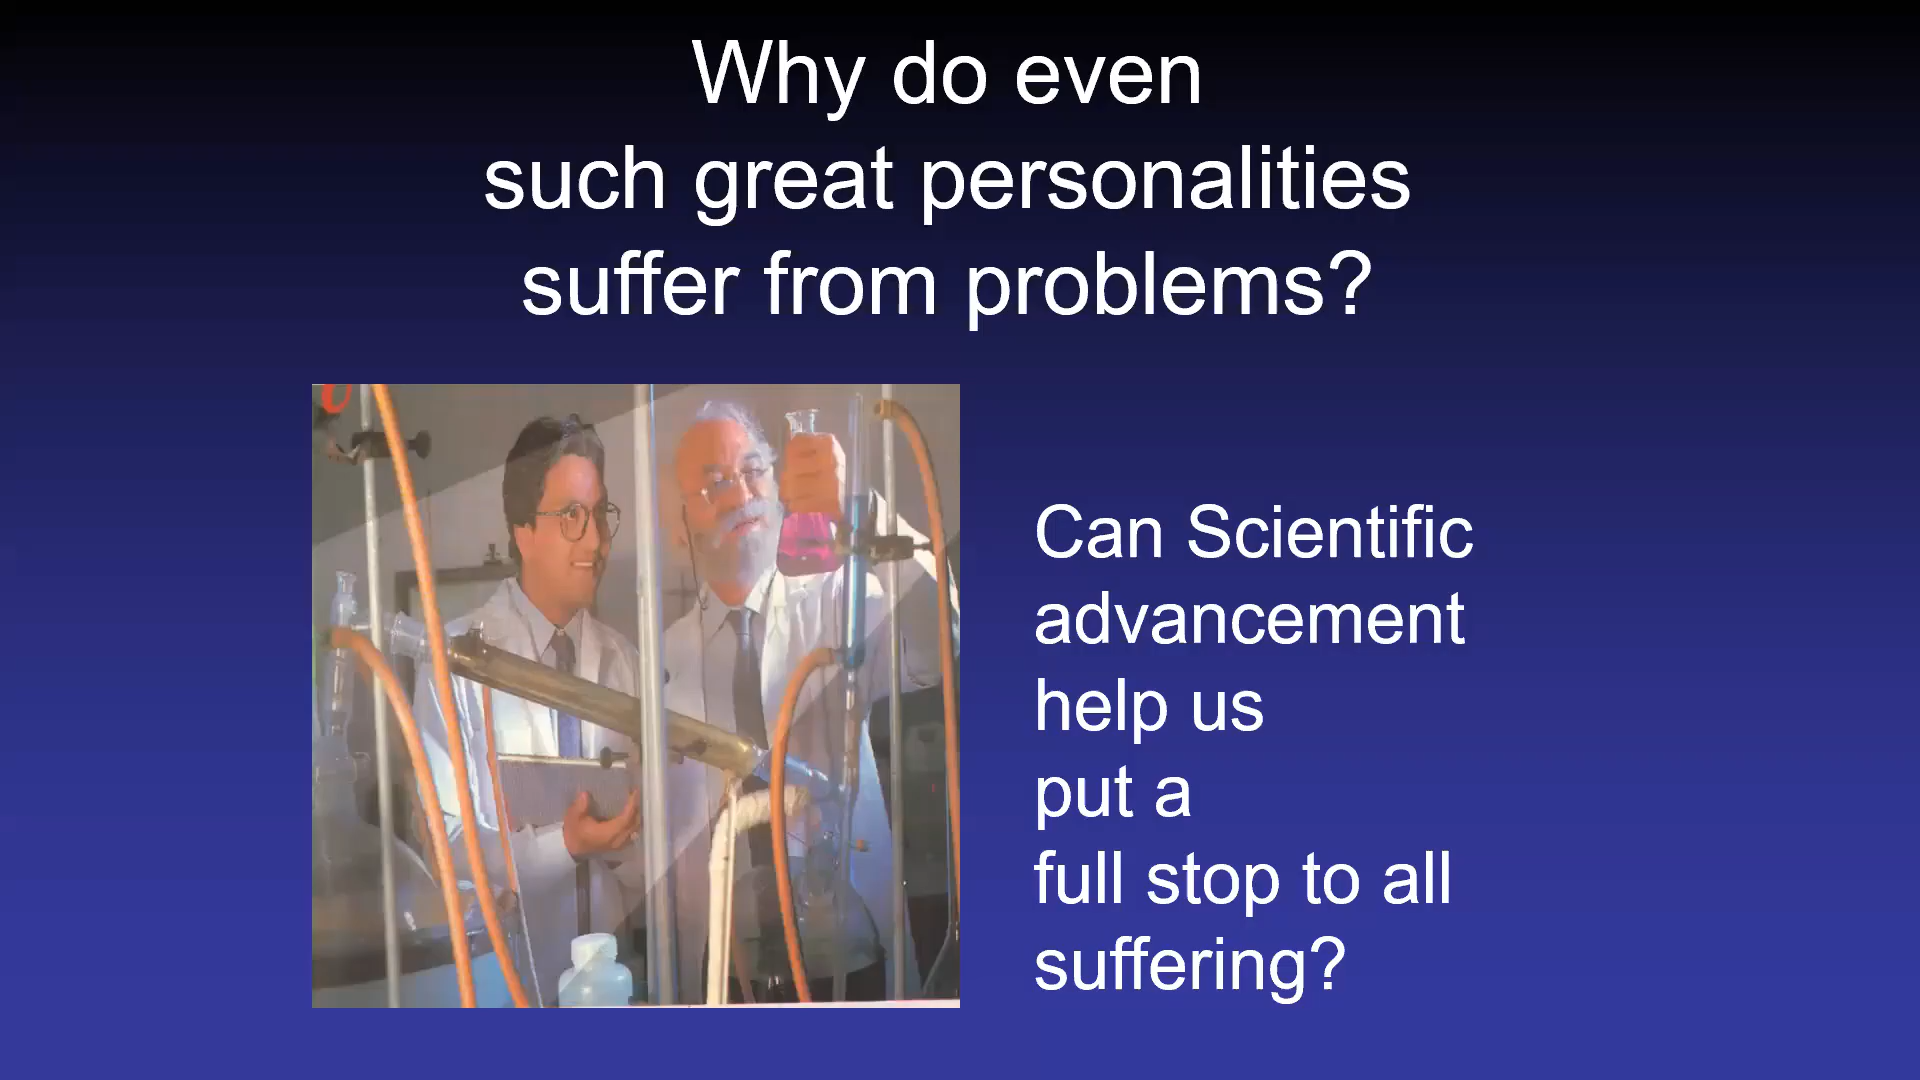 Why do even
such great personalities
suffer from problems?
Can Scientific
advancement
help us
put a
full stop to all
suffering?